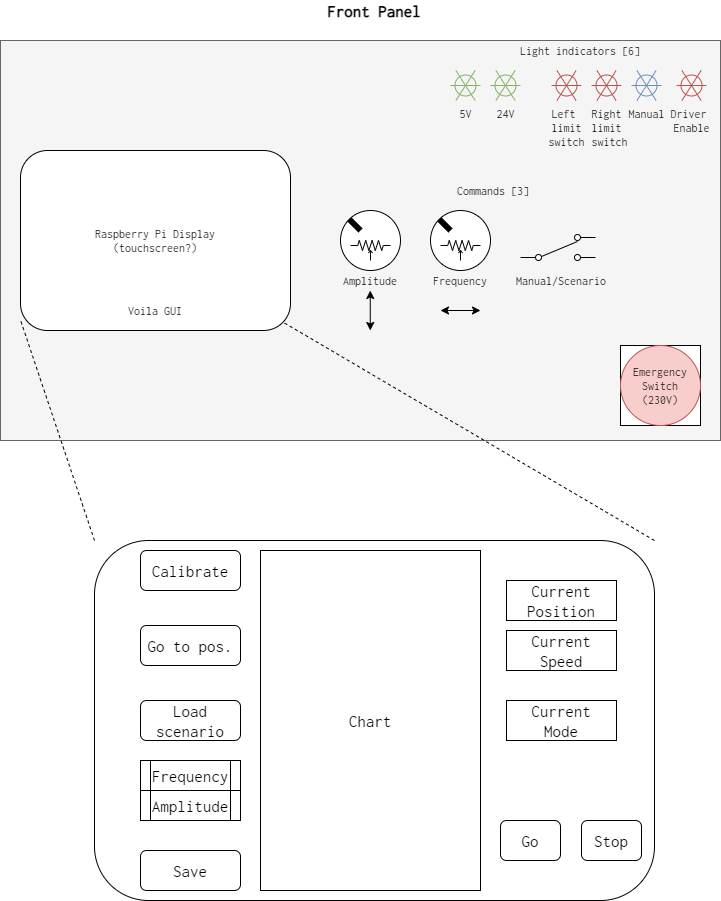 Front Panel
Light indicators [6]
5V
24V
Left
limit
switch
Right
limit
switch
Manual
Driver
Enable
Commands [3]
Raspberry Pi Display
(touchscreen?)
Voila GUI
Amplitude
Frequency
Manual/Scenario
Emergency
Switch
(230V)
Calibrate
Go to pos.
Load
scenario
Frequency
Amplitude
Save
Chart
Current
Position
Current
Speed
Current
Mode
Go
Stop